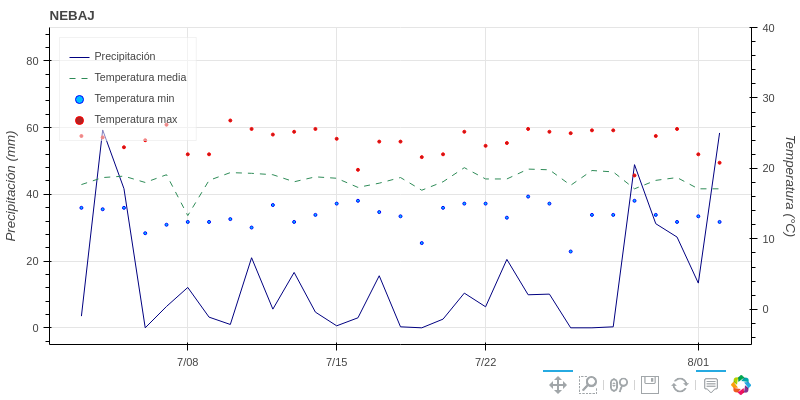 NEBAJ
Precipitación
Temperatura media
Temperatura min
Temperatura max
Precipitación (mm)
80
60
40
20
0
Temperatura (°C)
40
30
20
10
0
7/08
7/15
7/22
8/01